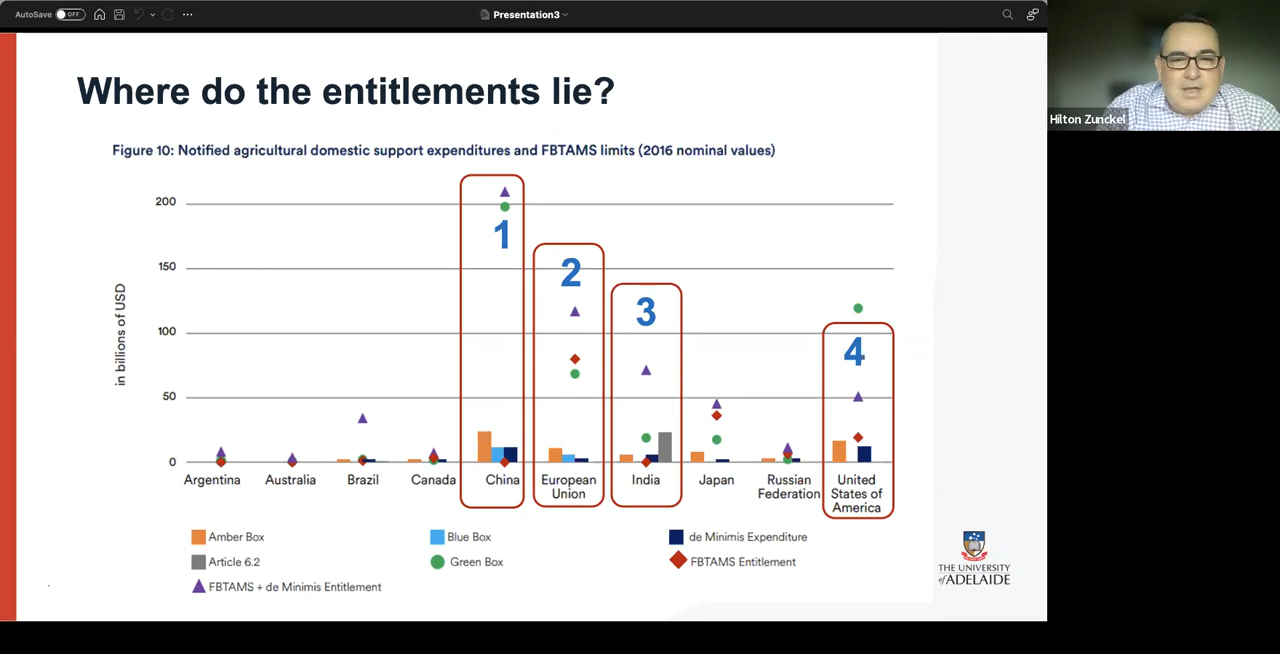 AutoSave OFF
Presentation3
Where do the entitlements lie?
Figure 10: Notified agricultural domestic support expenditures and FBTAMS limits (2016 nominal values)
in billions of USD
200
150
100
50
0
1
2
3
4
Argentina
Australia
Brazil
Canada
China
European
Union
India
Japan
Russian
Federation
United
States of
America
Amber Box
Blue Box
de Minimis Expenditure
Article 6.2
Green Box
FBTAMS Entitlement
FBTAMS + de Minimis Entitlement
THE UNIVERSITY
of ADELAIDE
Hilton Zunckel